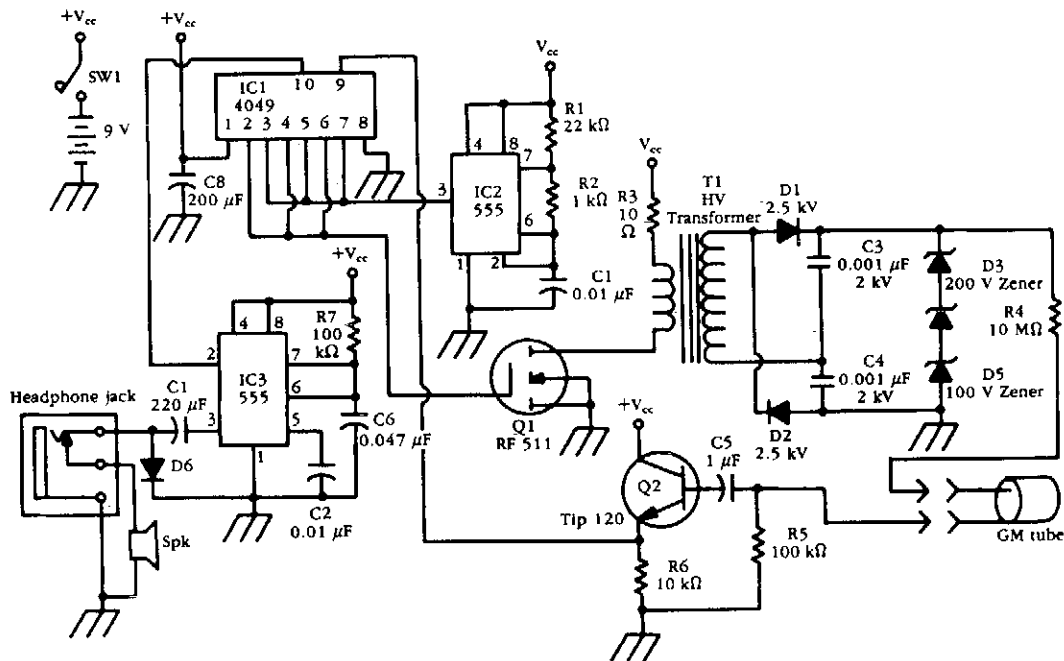 +Vcc
SW1
9 V
+Vcc
10 9
IC1
4049
1 2 3 4 5 6 7 8
C8
200 µF
Vcc
4 8
R1
22 kΩ
7
R2
1 kΩ
3
IC2
555
6
1 2
C1
0.01 µF
Vcc
R3
10
Ω
T1
HV
Transformer
D1
2.5 kV
C3
0.001 µF
2 kV
D3
200 V Zener
R4
10 MΩ
C4
0.001 µF
2 kV
D5
100 V Zener
D2
2.5 kV
Q1
RF 511
+Vcc
R7
100
kΩ
4 8
2
7
IC3
555
6
3
5
1
C6
0.047 µF
C2
0.01 µF
Headphone jack
C1
220 µF
D6
Spk
+Vcc
Q2
Tip 120
C5
1 µF
R5
100 kΩ
R6
10 kΩ
GM tube